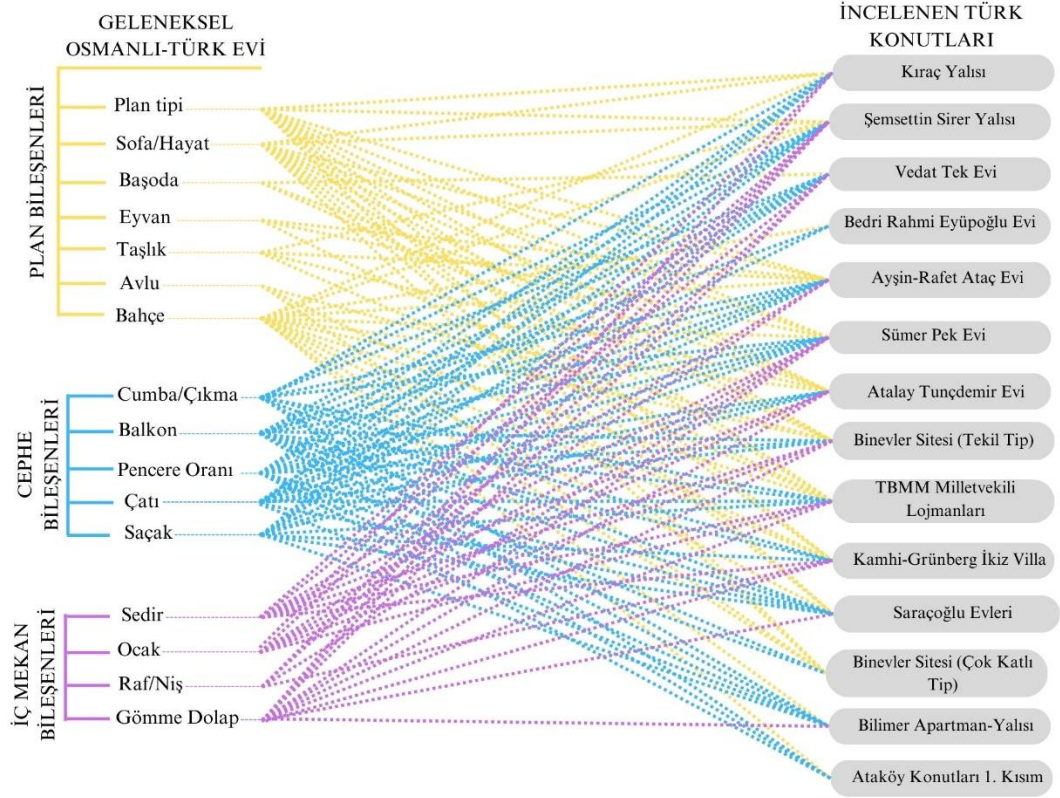 GELENEKSEL
OSMANLI-TÜRK EVİ
PLAN BİLEŞENLERİ
Plan tipi
Sofa/Hayat
Başoda
Eyvan
Taşlık
Avlu
Bahçe
CEPHE
BİLEŞENLERİ
Cumba/Çıkma
Balkon
Pencere Oranı
Çatı
Saçak
İÇ MEKAN
BİLEŞENLERİ
Sedir
Ocak
Raf/Niş
Gömme Dolap
İNCELENEN TÜRK
KONUTLARI
Kıraç Yalısı
Şemsettin Sirer Yalısı
Vedat Tek Evi
Bedri Rahmi Eyüpoğlu Evi
Ayşin-Rafet Ataç Evi
Sümer Pek Evi
Atalay Tunçdemir Evi
Binevler Sitesi (Tekil Tip)
TBMM Milletvekili
Lojmanları
Kamhi-Grünberg İkiz Villa
Saraçoğlu Evleri
Binevler Sitesi (Çok Katlı
Tip)
Bilimer Apartman-Yalısı
Ataköy Konutları 1. Kısım